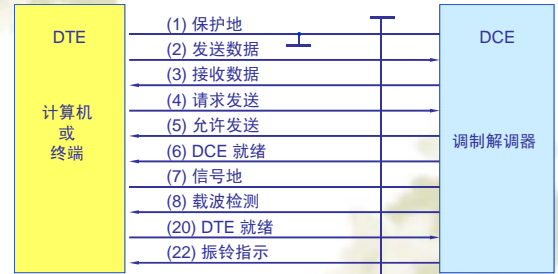 DTE
计算机
或
终端
(1) 保护地
(2) 发送数据
(3) 接收数据
(4) 请求发送
(5) 允许发送
(6) DCE 就绪
(7) 信号地
(8) 载波检测
(20) DTE 就绪
(22) 振铃指示
DCE
调制解调器